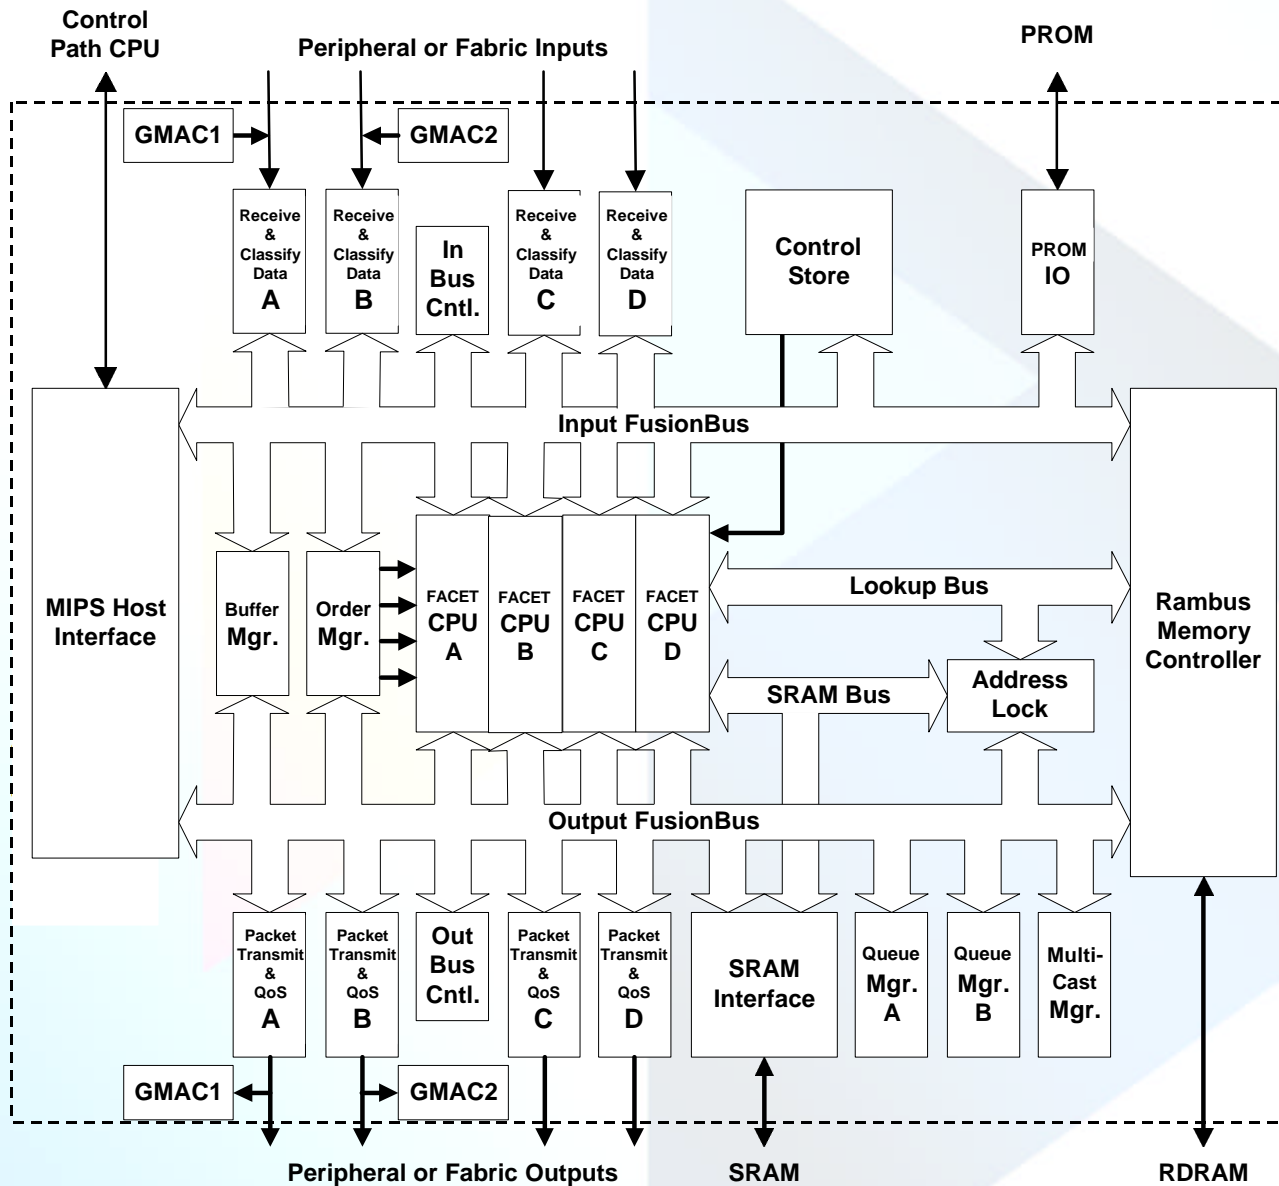 Control
Path CPU
Peripheral or Fabric Inputs
PROM
GMAC1
GMAC2
Receive
&
Classify
Data
A
Receive
&
Classify
Data
B
In
Bus
Cntl.
Receive
&
Classify
Data
C
Receive
&
Classify
Data
D
Control
Store
PROM
IO
Input FusionBus
MIPS Host
Interface
Buffer
Mgr.
Order
Mgr.
FACET
CPU
A
FACET
CPU
B
FACET
CPU
C
FACET
CPU
D
Lookup Bus
SRAM Bus
Address
Lock
Rambus
Memory
Controller
Output FusionBus
Packet
Transmit
&
QoS
A
Packet
Transmit
&
QoS
B
Out
Bus
Cntl.
Packet
Transmit
&
QoS
C
Packet
Transmit
&
QoS
D
SRAM
Interface
Queue
Mgr.
A
Queue
Mgr.
B
Multi-
Cast
Mgr.
GMAC1
GMAC2
Peripheral or Fabric Outputs
SRAM
RDRAM